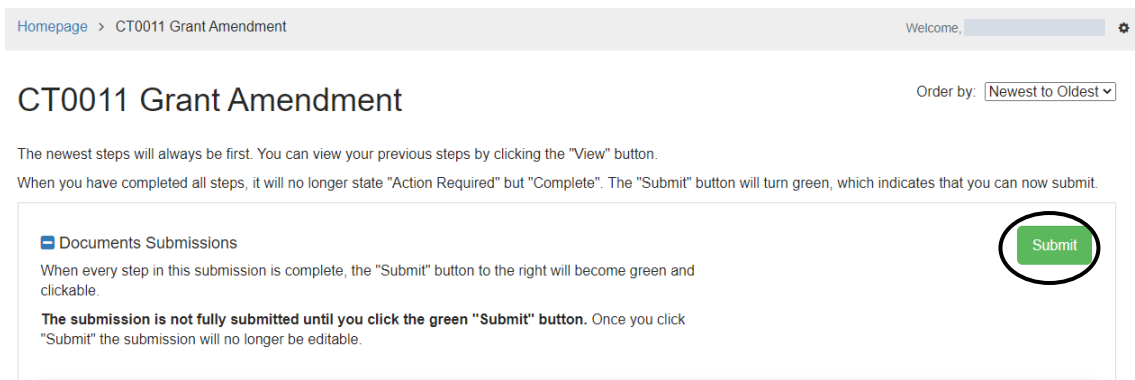 Homepage > CT0011 Grant Amendment
Welcome,
CT0011 Grant Amendment
Order by: Newest to Oldest
The newest steps will always be first. You can view your previous steps by clicking the "View" button.
When you have completed all steps, it will no longer state "Action Required" but "Complete". The "Submit" button will turn green, which indicates that you can now submit.
Documents Submissions
Submit
When every step in this submission is complete, the "Submit" button to the right will become green and
clickable.
The submission is not fully submitted until you click the green "Submit" button. Once you click
"Submit" the submission will no longer be editable.